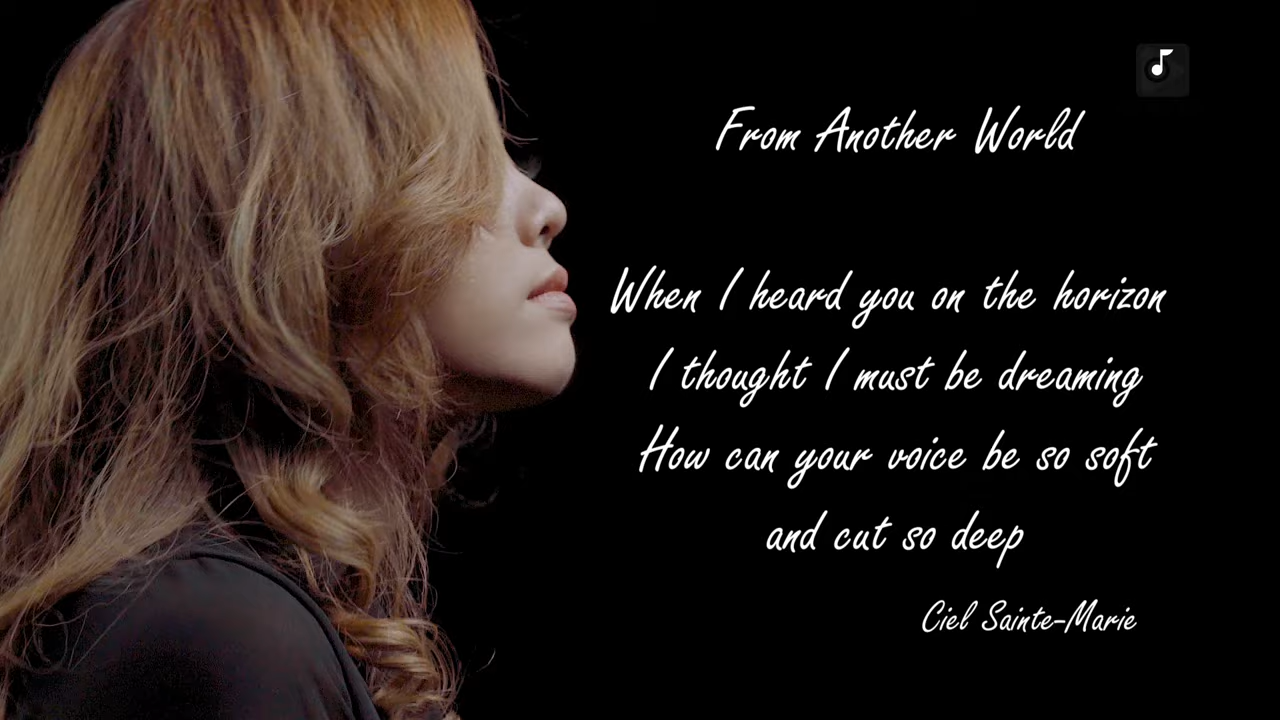 From Another World
When I heard you on the horizon
I thought I must be dreaming
How can your voice be so soft
and cut so deep
Ciel Sainte-Marie